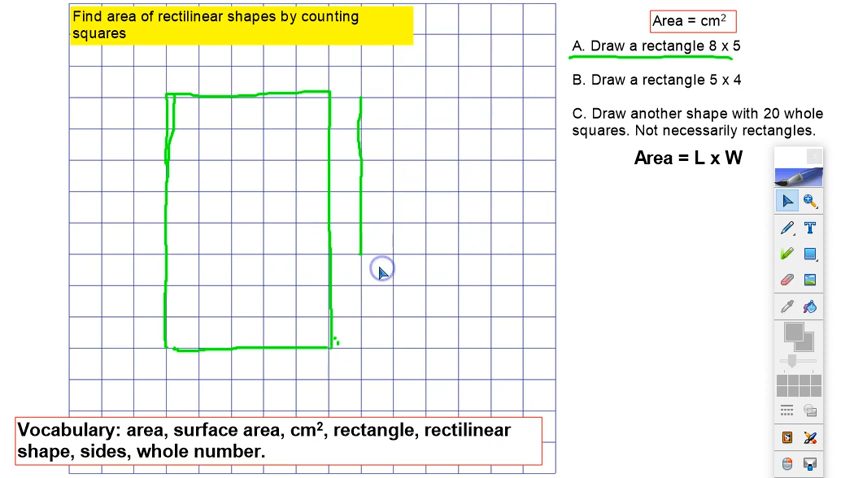 Find area of rectilinear shapes by counting
squares
Area = cm²
A. Draw a rectangle 8 x 5
B. Draw a rectangle 5 x 4
C. Draw another shape with 20 whole
squares. Not necessarily rectangles.
Area = L x W
T
Vocabulary: area, surface area, cm², rectangle, rectilinear
shape, sides, whole number.